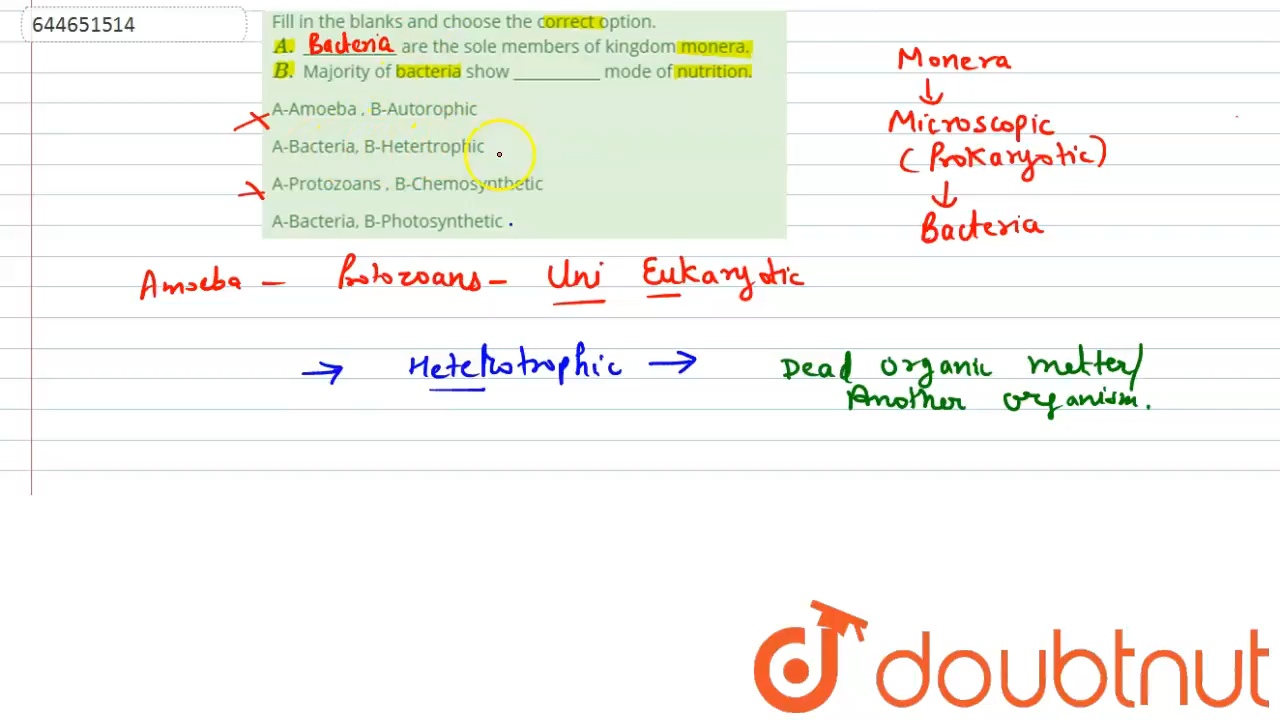 644651514
Fill in the blanks and choose the correct option.
A. Bacteria are the sole members of kingdom monera.
B. Majority of bacteria show __________ mode of nutrition.
A-Amoeba , B-Autorophic
A-Bacteria, B-Hetertrophic
A-Protozoans , B-Chemosynthetic
A-Bacteria, B-Photosynthetic
Monera
Microscopic
(Prokaryotic)
Bacteria
Amoeba - Protozoans - Uni Eukaryotic
→ Heterotrophic → Dead organic metter/
Another organism.
doubtnut